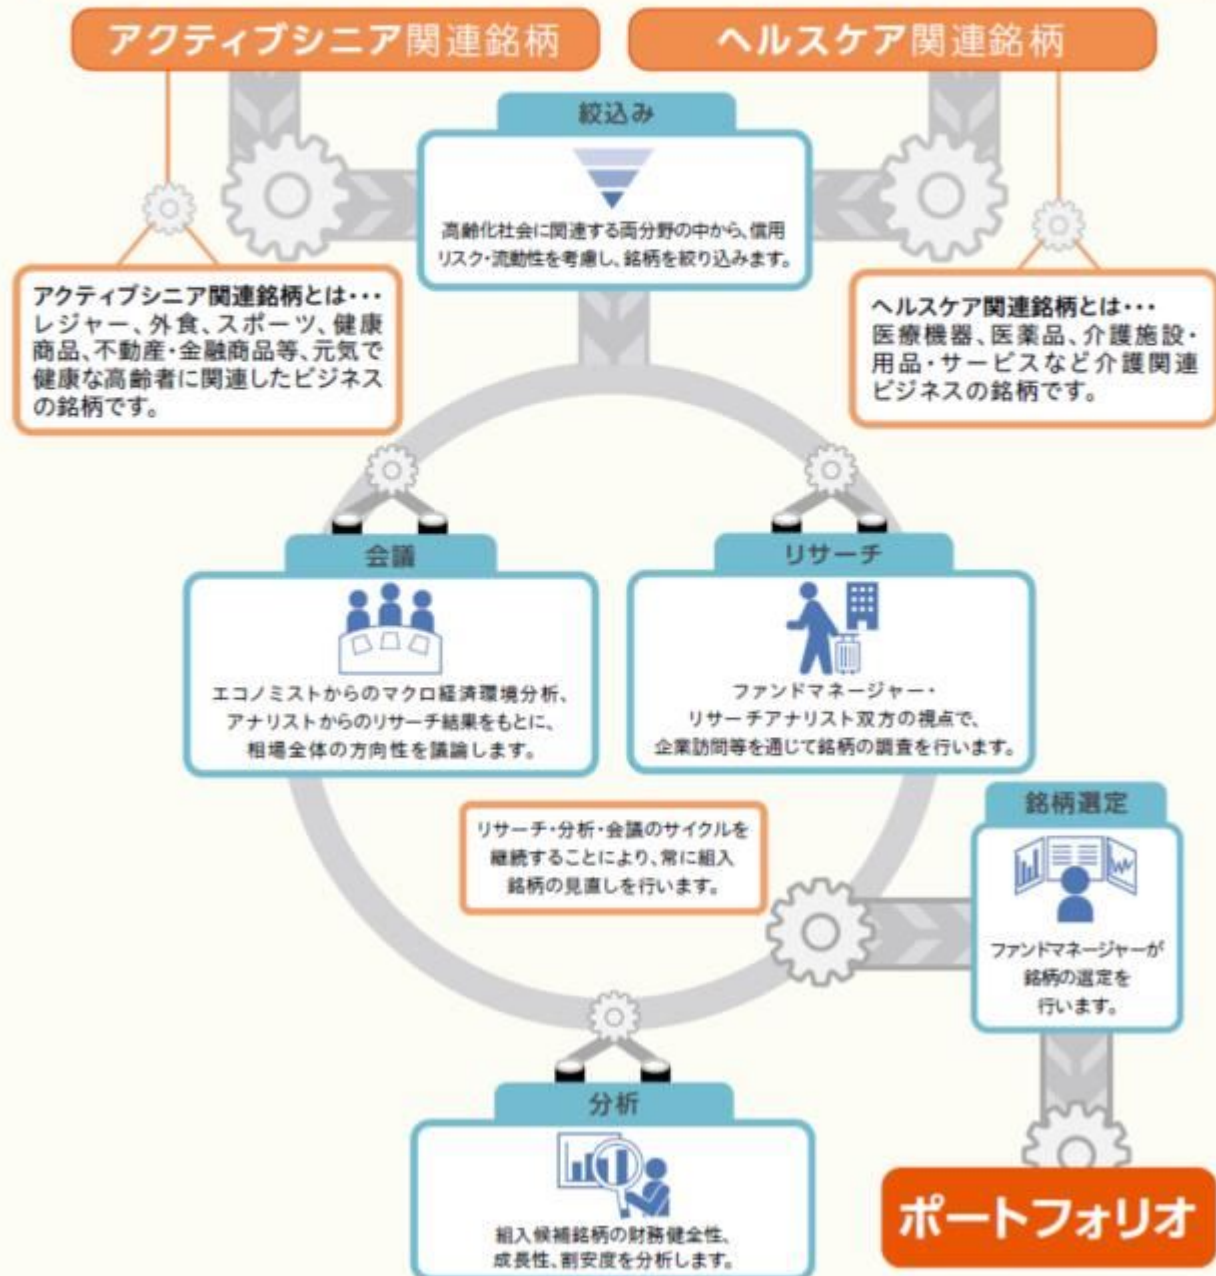 アクティブシニア関連銘柄
ヘルスケア関連銘柄
絞込み
高齢化社会に関連する両分野の中から、信用
リスク・流動性を考慮し、銘柄を絞り込みます。
アクティブシニア関連銘柄とは・・・
レジャー、外食、スポーツ、健康
商品、不動産・金融商品等、元気で
健康な高齢者に関連したビジネス
の銘柄です。
ヘルスケア関連銘柄とは・・・
医療機器、医薬品、介護施設・
用品・サービスなど介護関連
ビジネスの銘柄です。
会議
エコノミストからのマクロ経済環境分析、
アナリストからのリサーチ結果をもとに、
相場全体の方向性を議論します。
リサーチ
ファンドマネージャー・
リサーチアナリスト双方の視点で、
企業訪問等を通じて銘柄の調査を行います。
リサーチ・分析・会議のサイクルを
継続することにより、常に組入
銘柄の見直しを行います。
銘柄選定
ファンドマネージャーが
銘柄の選定を
行います。
分析
組入候補銘柄の財務健全性、
成長性、割安度を分析します。
ポートフォリオ